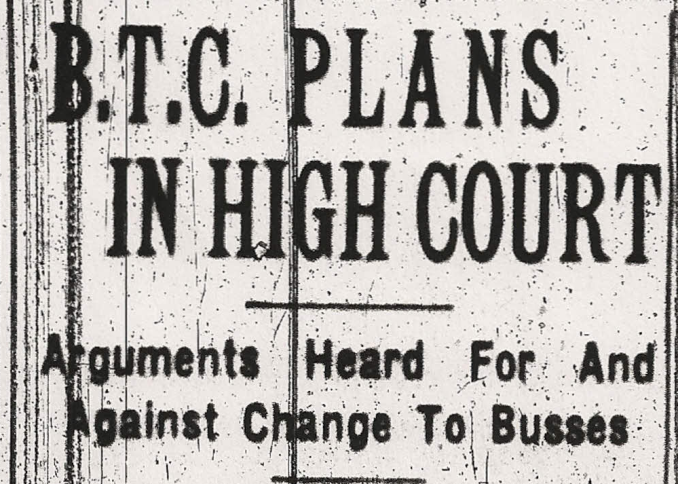 B.T.C. PLANS
IN HIGH COURT
Arguments Heard For And
Against Change To Busses